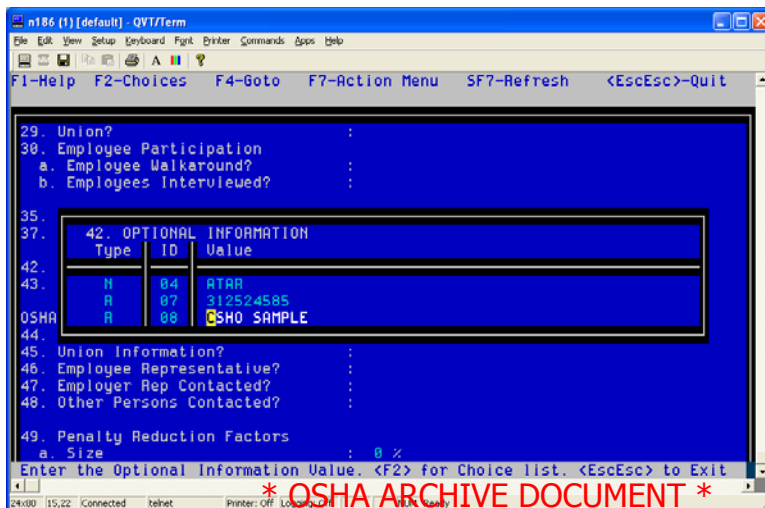 n186 (1) [default] - QVT/Term
File Edit View Setup Keyboard Font Printer Commands Apps Help
F1-Help F2-Choices F4-Goto F7-Action Menu SF7-Refresh <EscEsc>-Quit
29. Union? :
30. Employee Participation
a. Employee Walkaround? :
b. Employees Interviewed? :
35.
37. 42. OPTIONAL INFORMATION
Type ID Value
42.
43. N 04 ATAR
A 07 312524585
OSHA A 08 CSHO SAMPLE
44.
45. Union Information? :
46. Employee Representative? :
47. Employer Rep Contacted? :
48. Other Persons Contacted? :
49. Penalty Reduction Factors
a. Size : 0 %
Enter the Optional Information Value. <F2> for Choice list. <EscEsc> to Exit
24x80 15,22 Connected telnet Printer: Off Ready
* OSHA ARCHIVE DOCUMENT *